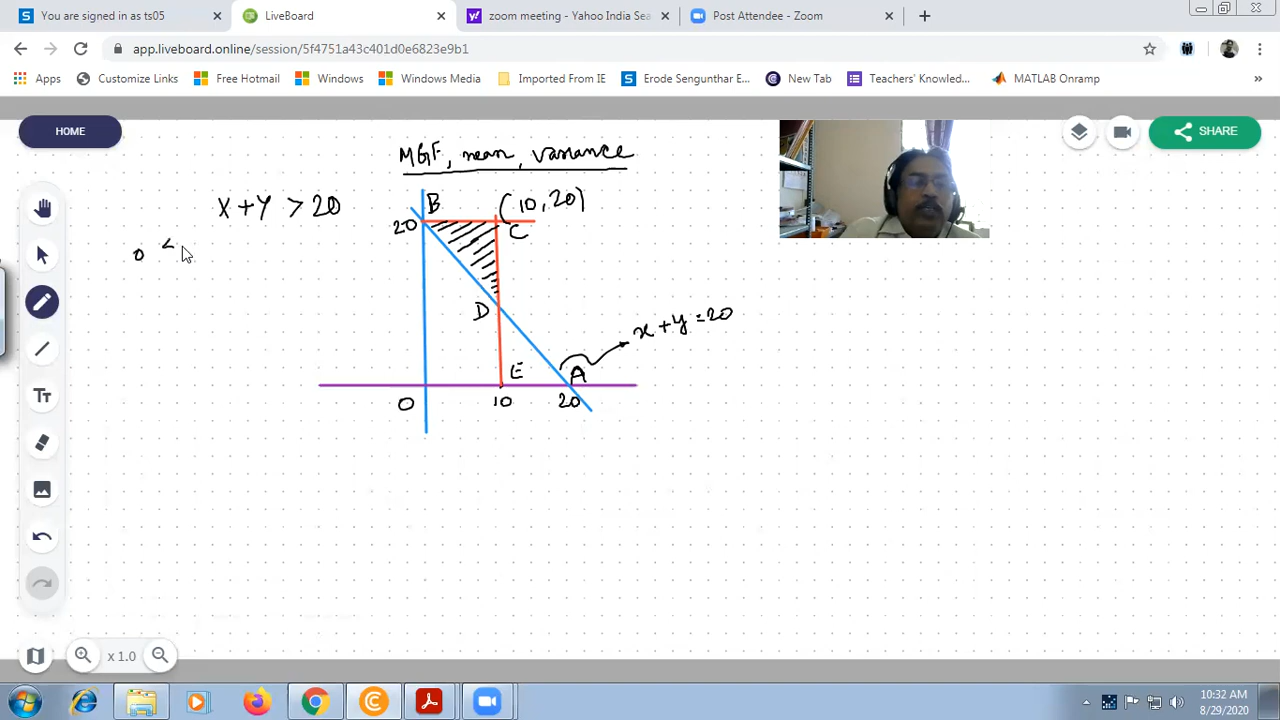 You are signed in as ts05
LiveBoard
zoom meeting - Yahoo India Sea
Post Attendee - Zoom
app.liveboard.online/session/5f4751a43c401d0e6823e9b1
Apps
Customize Links
Free Hotmail
Windows
Windows Media
Imported From IE
Erode Sengunthar E...
New Tab
Teachers' Knowled...
MATLAB Onramp
»
HOME
MGF, mean, variance
SHARE
X + Y > 20
B
(10, 20)
20
C
0 <
D
x + y = 20
E
A
0
10
20
Tт
x 1.0
10:32 AM
8/29/2020